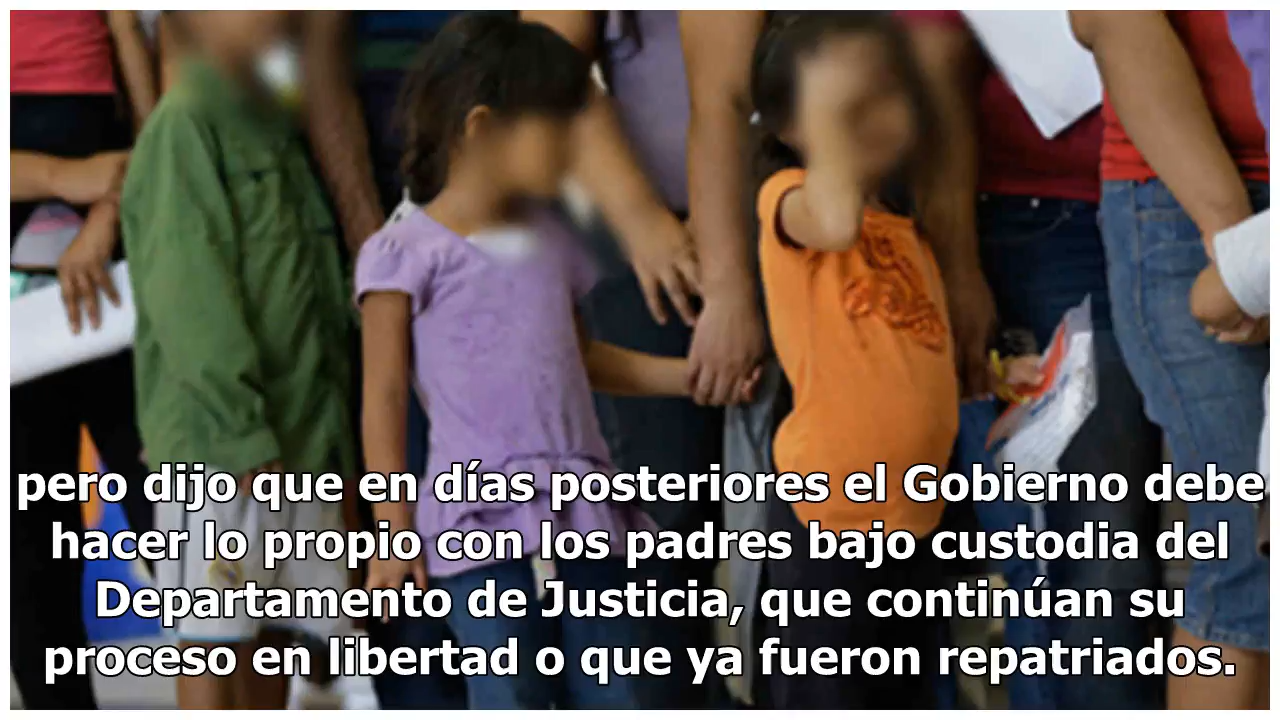 pero dijo que en días posteriores el Gobierno debe
hacer lo propio con los padres bajo custodia del
Departamento de Justicia, que continúan su
proceso en libertad o que ya fueron repatriados.